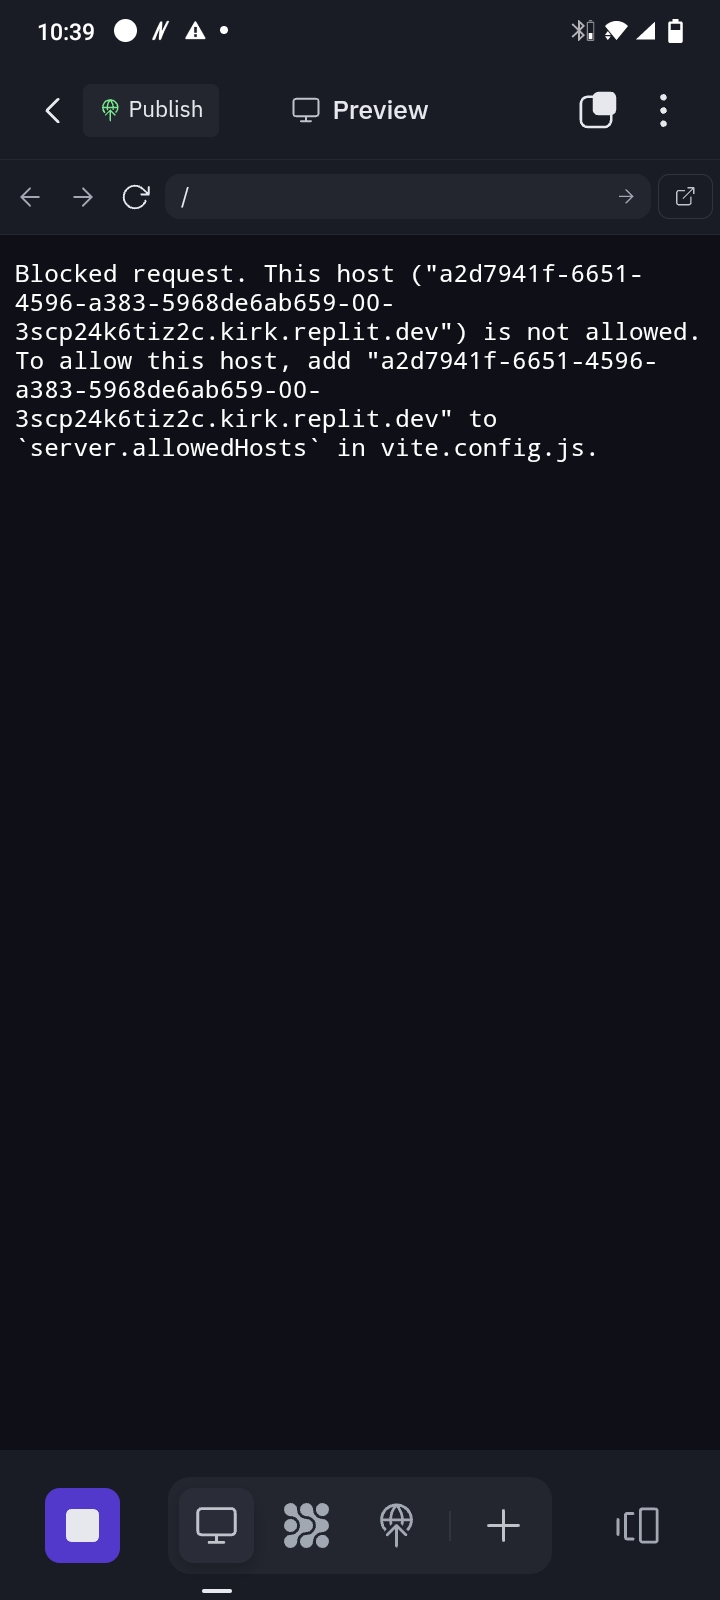 10:39
Publish
Preview
/
Blocked request. This host ("a2d7941f-6651-
4596-a383-5968de6ab659-00-
3scp24k6tiz2c.kirk.replit.dev") is not allowed.
To allow this host, add "a2d7941f-6651-4596-
a383-5968de6ab659-00-
3scp24k6tiz2c.kirk.replit.dev" to
`server.allowedHosts` in vite.config.js.